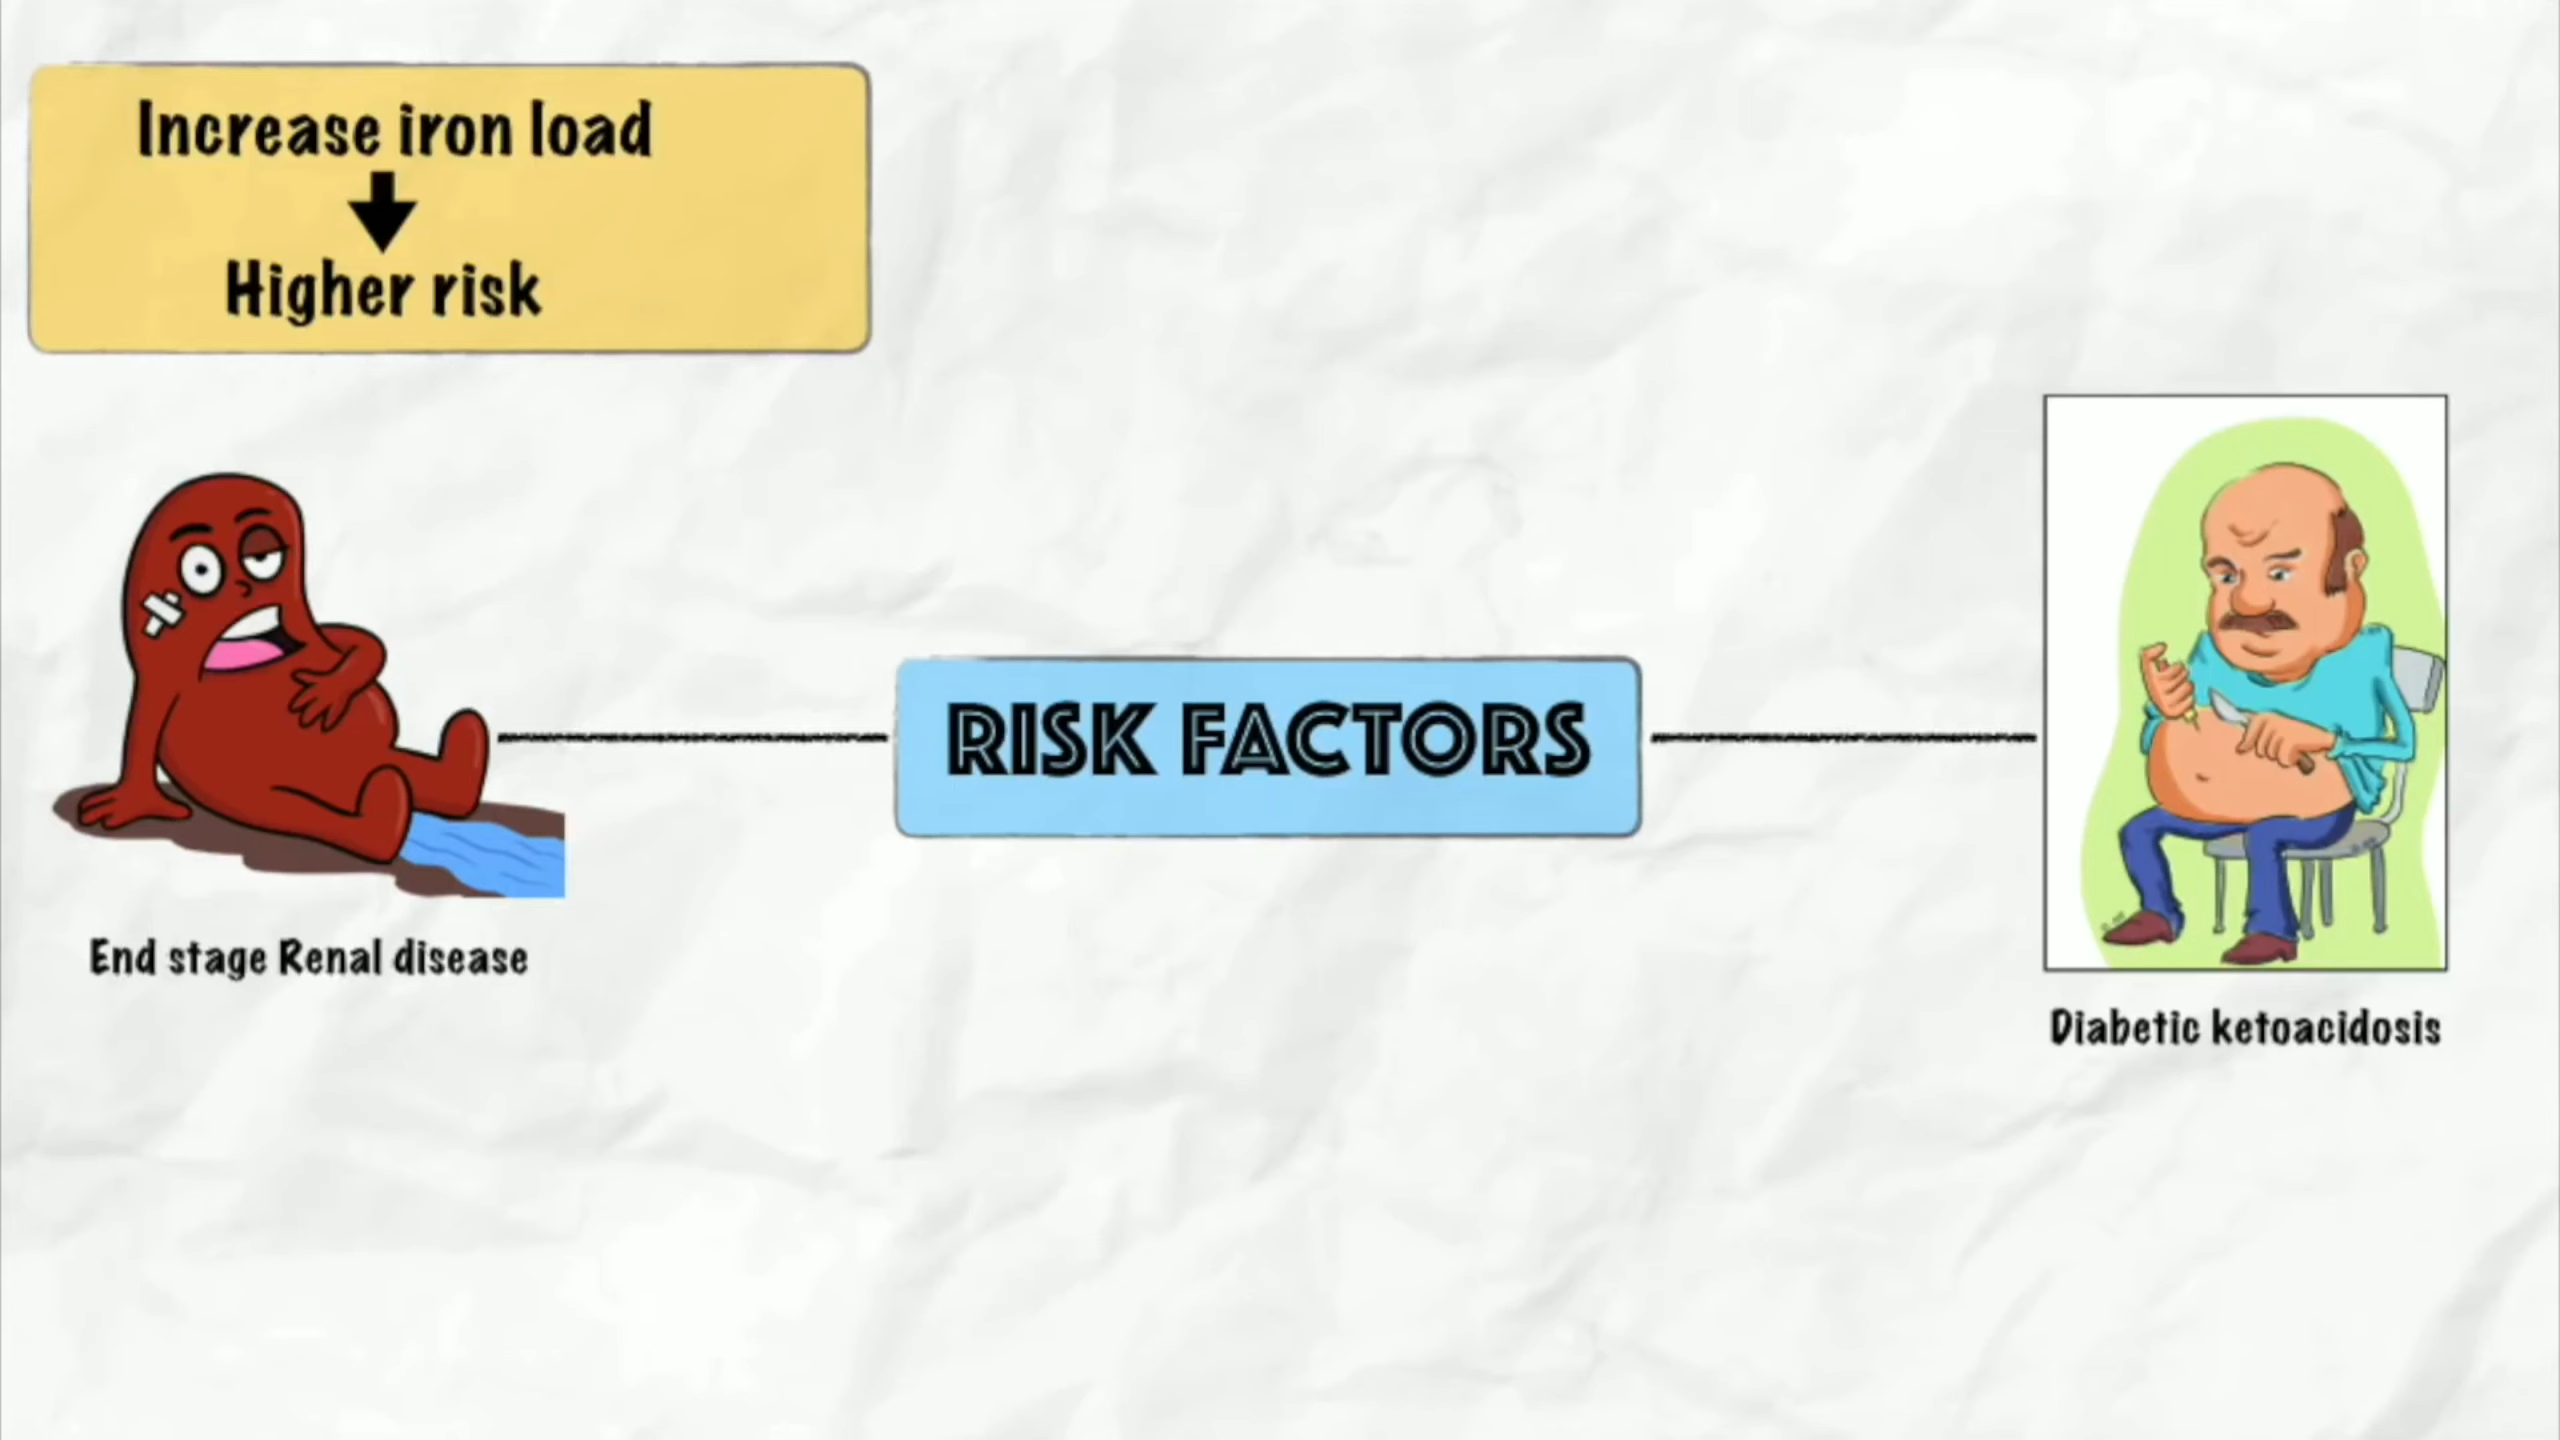 Increase iron load
Higher risk
RISK FACTORS
End stage Renal disease
Diabetic ketoacidosis